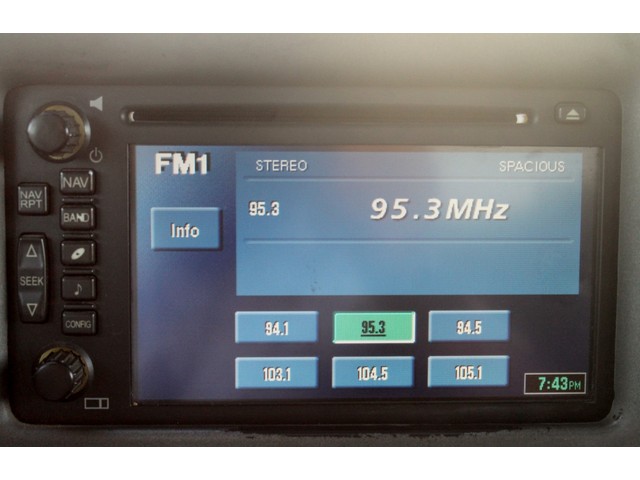 NAV RPT
NAV
BAND
SEEK
CONFIG
FM1
STEREO SPACIOUS
95.3 95.3MHz
Info
94.1 95.3 94.5
103.1 104.5 105.1
7:43PM